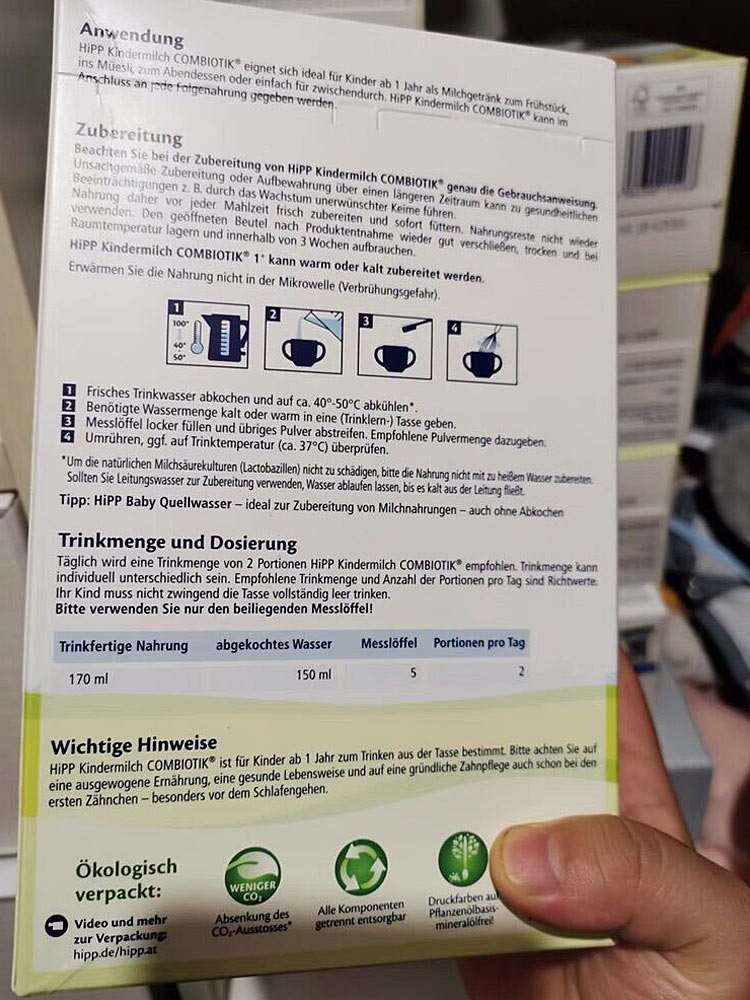 Anwendung
HiPP Kindermilch COMBIOTIK® eignet sich ideal für Kinder ab 1 Jahr als Milchgetränk zum Frühstück,
ins Müesli, zum Abendessen oder einfach für zwischendurch. HiPP Kindermilch COMBIOTIK® kann im
Anschluss an jede Folgenahrung gegeben werden.
Zubereitung
Beachten Sie bei der Zubereitung von HiPP Kindermilch COMBIOTIK® genau die Gebrauchsanweisung.
Unsachgemäße Zubereitung oder Aufbewahrung über einen längeren Zeitraum kann zu gesundheitlichen
Beeinträchtigungen z. B. durch das Wachstum unerwünschter Keime führen.
Nahrung daher vor jeder Mahlzeit frisch zubereiten und sofort füttern. Nahrungsreste nicht wieder
verwenden. Den geöffneten Beutel nach Produktentnahme wieder gut verschließen, trocken und bei
Raumtemperatur lagern und innerhalb von 3 Wochen aufbrauchen.
HiPP Kindermilch COMBIOTIK® 1+ kann warm oder kalt zubereitet werden.
Erwärmen Sie die Nahrung nicht in der Mikrowelle (Verbrühungsgefahr).
1 2 3 4
100°
40°
50°
1 Frisches Trinkwasser abkochen und auf ca. 40°-50°C abkühlen*.
2 Benötigte Wassermenge kalt oder warm in eine (Trinklern-) Tasse geben.
3 Messlöffel locker füllen und übriges Pulver abstreifen. Empfohlene Pulvermenge dazugeben.
4 Umrühren, ggf. auf Trinktemperatur (ca. 37°C) überprüfen.
*Um die natürlichen Milchsäurekulturen (Lactobazillen) nicht zu schädigen, bitte die Nahrung nicht mit zu heißem Wasser zubereiten.
Sollten Sie Leitungswasser zur Zubereitung verwenden, Wasser ablaufen lassen, bis es kalt aus der Leitung fließt.
Tipp: HiPP Baby Quellwasser – ideal zur Zubereitung von Milchnahrungen – auch ohne Abkochen
Trinkmenge und Dosierung
Täglich wird eine Trinkmenge von 2 Portionen HiPP Kindermilch COMBIOTIK® empfohlen. Trinkmenge kann
individuell unterschiedlich sein. Empfohlene Trinkmenge und Anzahl der Portionen pro Tag sind Richtwerte.
Ihr Kind muss nicht zwingend die Tasse vollständig leer trinken.
Bitte verwenden Sie nur den beiliegenden Messlöffel!
Trinkfertige Nahrung abgekochtes Wasser Messlöffel Portionen pro Tag
170 ml 150 ml 5 2
Wichtige Hinweise
HiPP Kindermilch COMBIOTIK® ist für Kinder ab 1 Jahr zum Trinken aus der Tasse bestimmt. Bitte achten Sie auf
eine ausgewogene Ernährung, eine gesunde Lebensweise und auf eine gründliche Zahnpflege auch schon bei den
ersten Zähnchen – besonders vor dem Schlafengehen.
Ökologisch
verpackt:
Video und mehr
zur Verpackung:
hipp.de/hipp.at
WENIGER
CO₂
Absenkung des
CO₂-Ausstosses*
Alle Komponenten
getrennt entsorgbar
Druckfarben auf
Pflanzenölbasis-
mineralölfrei!